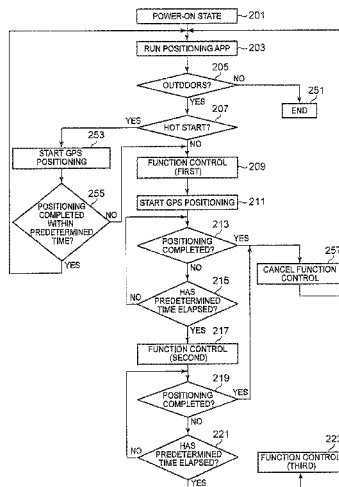 POWER-ON STATE
201
RUN POSITIONING APP
203
205
OUTDOORS?
NO
YES
251
END
207
YES
HOT START?
NO
253
START GPS
POSITIONING
FUNCTION CONTROL
(FIRST)
209
START GPS POSITIONING
211
255
POSITIONING
COMPLETED
WITHIN
PREDETERMINED
TIME?
NO
YES
213
POSITIONING
COMPLETED?
YES
NO
257
CANCEL FUNCTION
CONTROL
215
HAS
PREDETERMINED
TIME ELAPSED?
NO
YES
217
FUNCTION CONTROL
(SECOND)
219
POSITIONING
COMPLETED?
YES
NO
221
HAS
PREDETERMINED
TIME ELAPSED?
NO
YES
223
FUNCTION CONTROL
(THIRD)